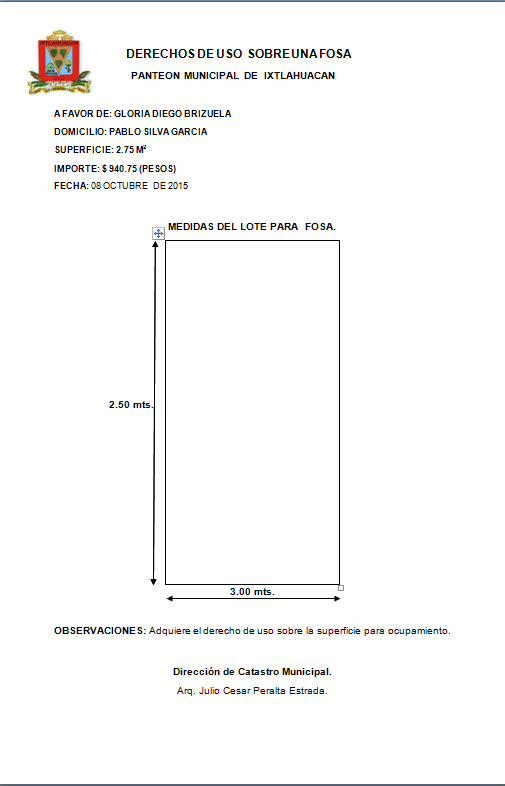 IXTLAHUACAN
DERECHOS DE USO SOBRE UNA FOSA
PANTEON MUNICIPAL DE IXTLAHUACAN
A FAVOR DE: GLORIA DIEGO BRIZUELA
DOMICILIO: PABLO SILVA GARCIA
SUPERFICIE: 2.75 M²
IMPORTE: $ 940.75 (PESOS)
FECHA: 08 OCTUBRE DE 2015
MEDIDAS DEL LOTE PARA FOSA.
2.50 mts.
3.00 mts.
OBSERVACIONES: Adquiere el derecho de uso sobre la superficie para ocupamiento.
Dirección de Catastro Municipal.
Arq. Julio Cesar Peralta Estrada.